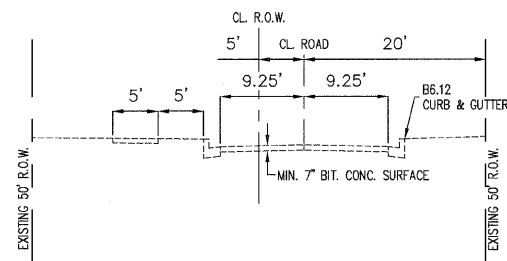 CL. R.O.W.
5'
CL. ROAD
20'
9.25'
9.25'
B6.12
CURB & GUTTER
5'
5'
MIN. 7" BIT. CONC. SURFACE
EXISTING 50' R.O.W.
EXISTING 50' R.O.W.